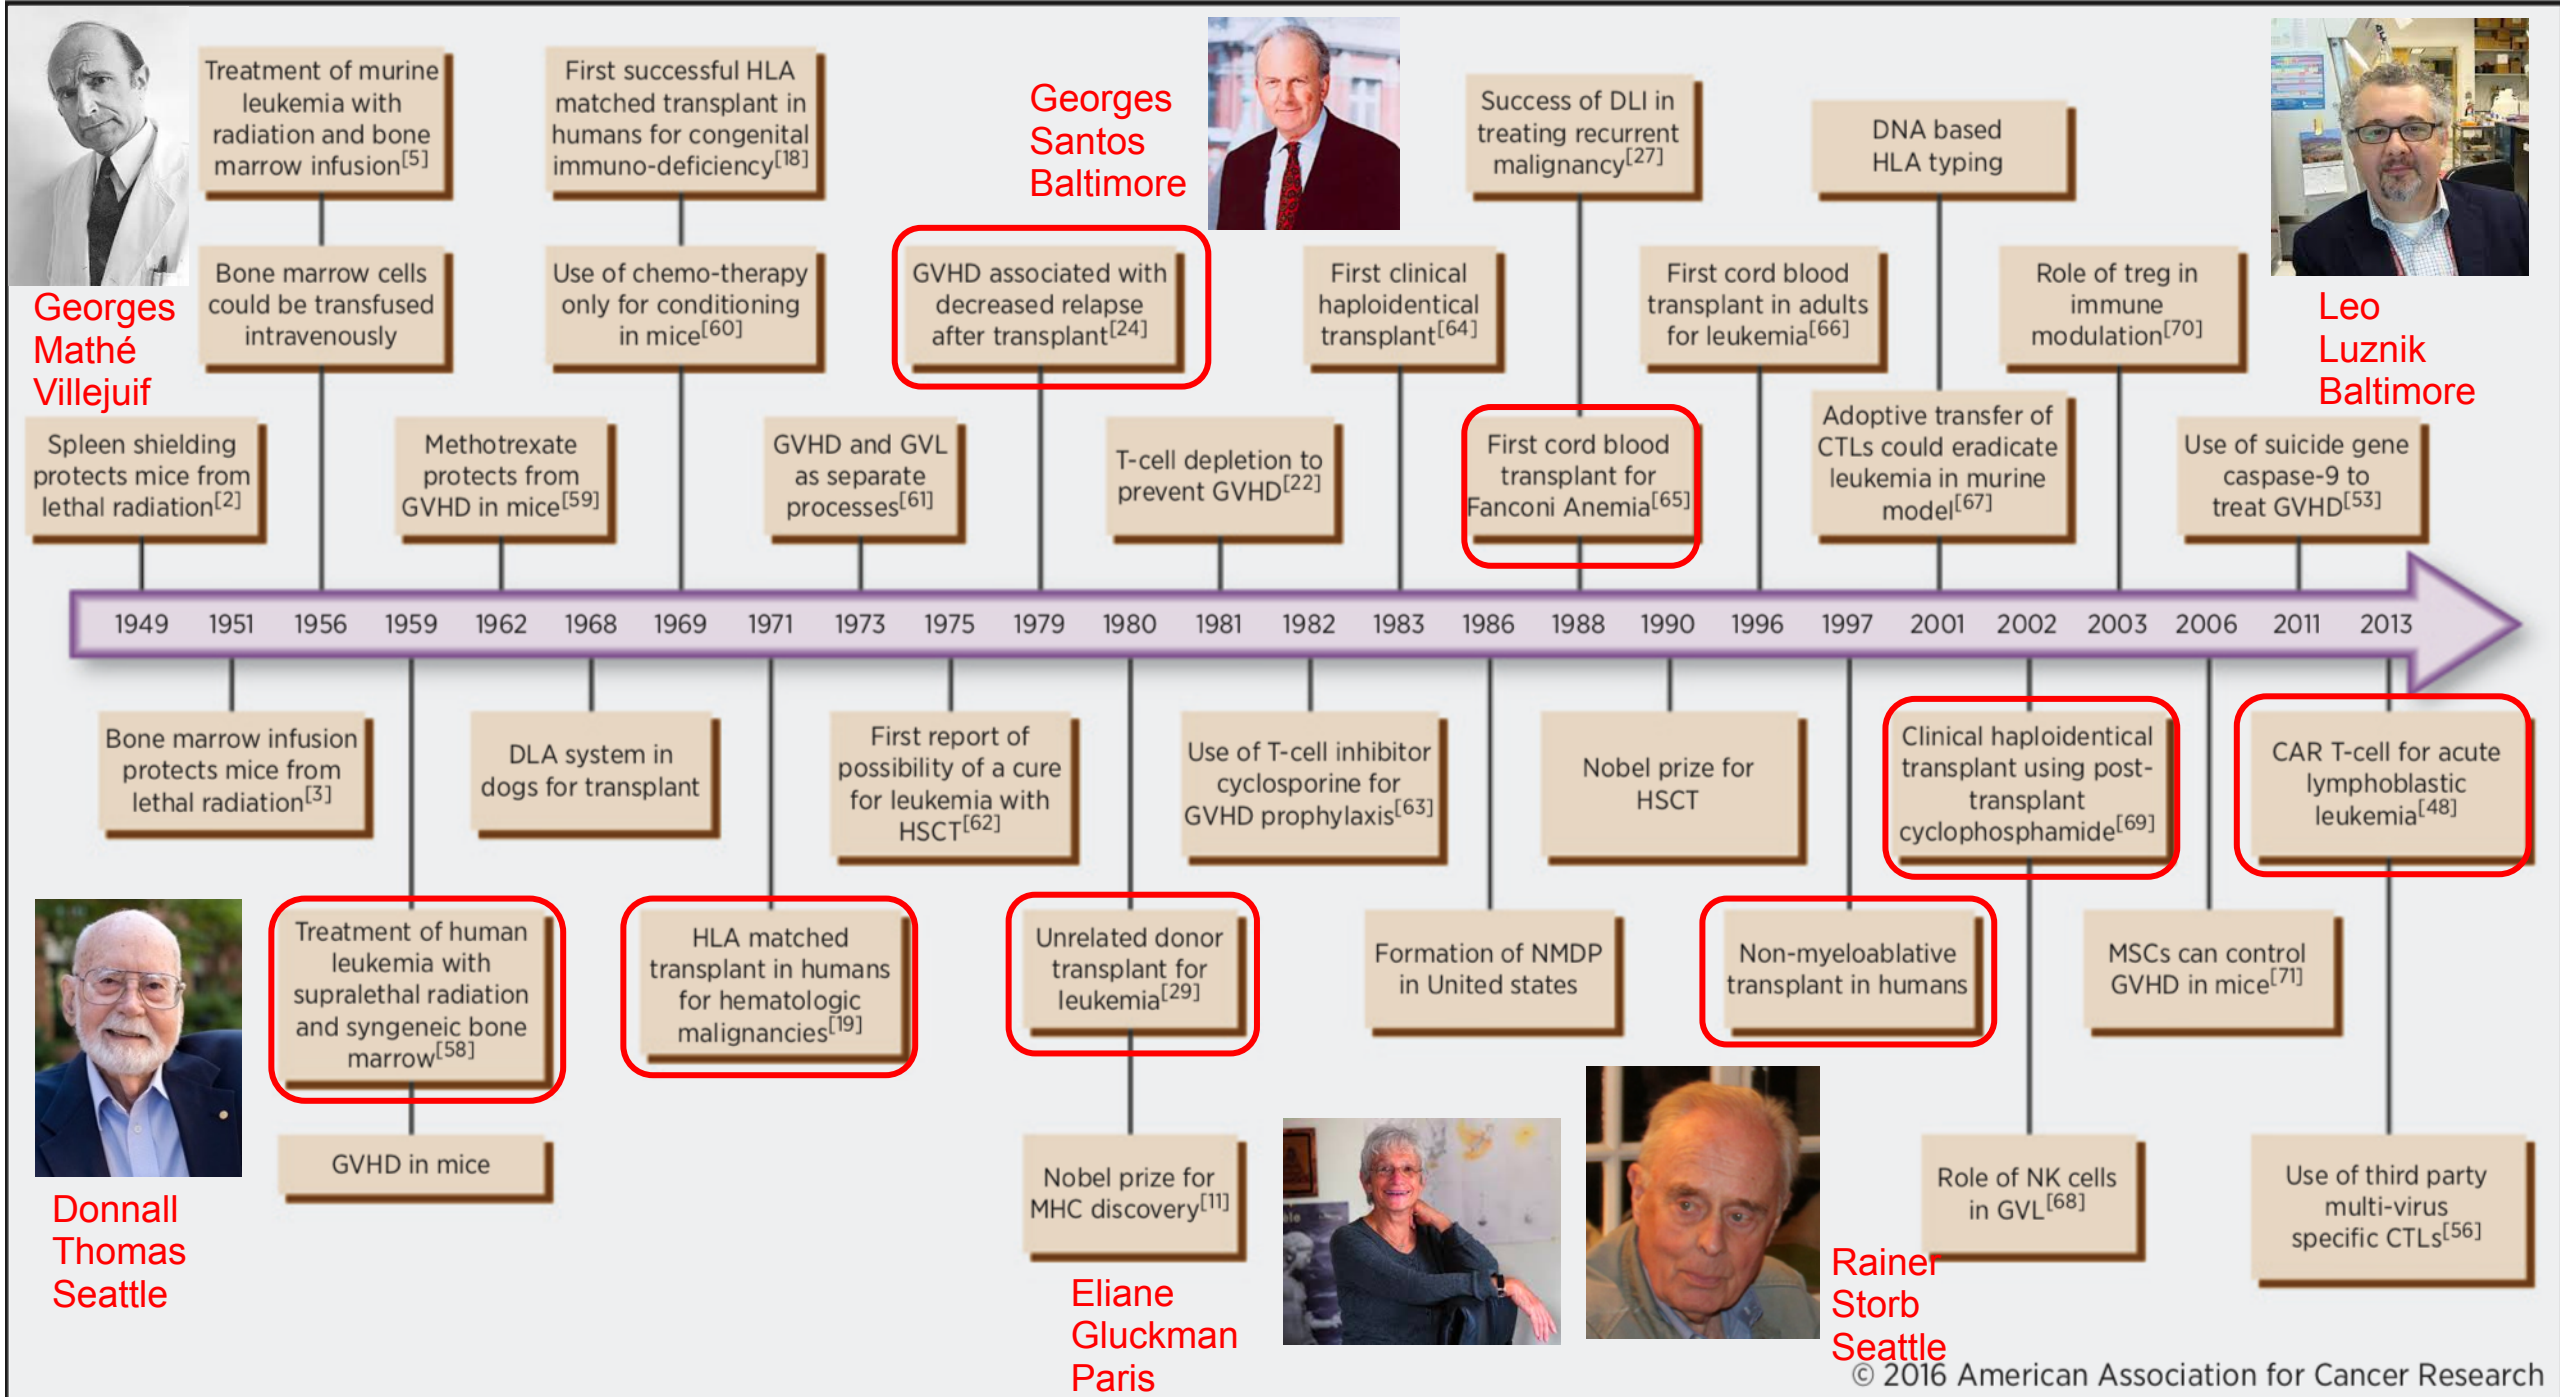 Georges
Mathé
Villejuif
Treatment of murine
leukemia with
radiation and bone
marrow infusion[5]
First successful HLA
matched transplant in
humans for congenital
immuno-deficiency[18]
Georges
Santos
Baltimore
Success of DLI in
treating recurrent
malignancy[27]
DNA based
HLA typing
Leo
Luznik
Baltimore
Bone marrow cells
could be transfused
intravenously
Use of chemo-therapy
only for conditioning
in mice[60]
GVHD associated with
decreased relapse
after transplant[24]
First clinical
haploidentical
transplant[64]
First cord blood
transplant in adults
for leukemia[66]
Role of treg in
immune
modulation[70]
Spleen shielding
protects mice from
lethal radiation[2]
Methotrexate
protects from
GVHD in mice[59]
GVHD and GVL
as separate
processes[61]
T-cell depletion to
prevent GVHD[22]
First cord blood
transplant for
Fanconi Anemia[65]
Adoptive transfer of
CTLs could eradicate
leukemia in murine
model[67]
Use of suicide gene
caspase-9 to
treat GVHD[53]
1949 1951 1956 1959 1962 1968 1969 1971 1973 1975 1979 1980 1981 1982 1983 1986 1988 1990 1996 1997 2001 2002 2003 2006 2011 2013
Bone marrow infusion
protects mice from
lethal radiation[3]
DLA system in
dogs for transplant
First report of
possibility of a cure
for leukemia with
HSCT[62]
Use of T-cell inhibitor
cyclosporine for
GVHD prophylaxis[63]
Nobel prize for
HSCT
Clinical haploidentical
transplant using post-
transplant
cyclophosphamide[69]
CAR T-cell for acute
lymphoblastic
leukemia[48]
Treatment of human
leukemia with
supralethal radiation
and syngeneic bone
marrow[58]
HLA matched
transplant in humans
for hematologic
malignancies[19]
Unrelated donor
transplant for
leukemia[29]
Formation of NMDP
in United states
Non-myeloablative
transplant in humans
MSCs can control
GVHD in mice[71]
GVHD in mice
Nobel prize for
MHC discovery[11]
Role of NK cells
in GVL[68]
Use of third party
multi-virus
specific CTLs[56]
Donnall
Thomas
Seattle
Eliane
Gluckman
Paris
Rainer
Storb
Seattle
© 2016 American Association for Cancer Research